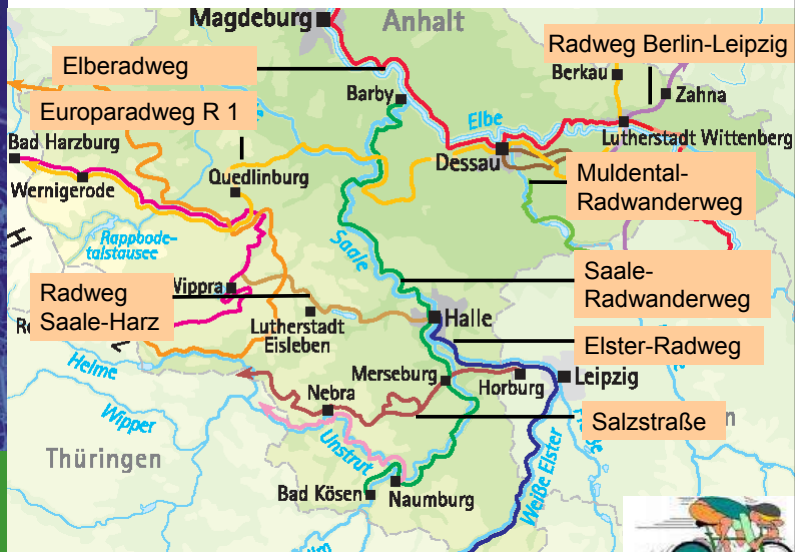 Magdeburg
Anhalt
Radweg Berlin-Leipzig
Elberadweg
Berkau
Zahna
Barby
Europaradweg R 1
Elbe
Lutherstadt Wittenberg
Bad Harzburg
Dessau
Quedlinburg
Muldental-
Radwanderweg
Wernigerode
Rappbode-
talstausee
Saale
H
Saale-
Radwanderweg
Wippra
Radweg
Saale-Harz
Lutherstadt
Eisleben
Halle
Elster-Radweg
Helme
Merseburg
Horburg
Leipzig
Nebra
Salzstraße
Wipper
Unstrut
Weiße Elster
Thüringen
Bad Kösen
Naumburg